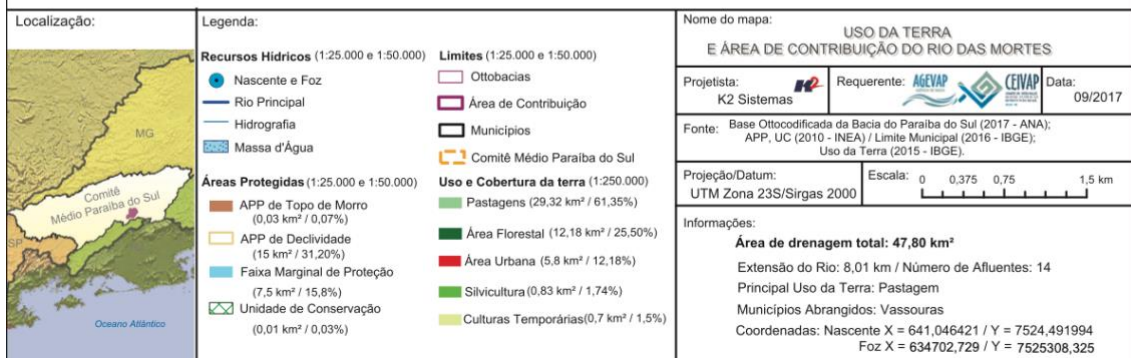 Localização:
MG
Comitê
Médio Paraíba do Sul
SP
Oceano Atlântico
Legenda:
Recursos Hídricos (1:25.000 e 1:50.000)
Nascente e Foz
Rio Principal
Hidrografia
Massa d'Água
Áreas Protegidas (1:25.000 e 1:50.000)
APP de Topo de Morro
(0,03 km² / 0,07%)
APP de Declividade
(15 km² / 31,20%)
Faixa Marginal de Proteção
(7,5 km² / 15,8%)
Unidade de Conservação
(0,01 km² / 0,03%)
Limites (1:25.000 e 1:50.000)
Ottobacias
Área de Contribuição
Municípios
Comitê Médio Paraíba do Sul
Uso e Cobertura da terra (1:250.000)
Pastagens (29,32 km² / 61,35%)
Área Florestal (12,18 km² / 25,50%)
Área Urbana (5,8 km² / 12,18%)
Silvicultura (0,83 km² / 1,74%)
Culturas Temporárias(0,7 km² / 1,5%)
Nome do mapa:
USO DA TERRA
E ÁREA DE CONTRIBUIÇÃO DO RIO DAS MORTES
Projetista:
K2 Sistemas
K2
Requerente:
AGEVAP
CEIVAP
Data:
09/2017
Fonte: Base Ottocodificada da Bacia do Paraíba do Sul (2017 - ANA);
APP, UC (2010 - INEA) / Limite Municipal (2016 - IBGE);
Uso da Terra (2015 - IBGE).
Projeção/Datum:
UTM Zona 23S/Sirgas 2000
Escala: 0 0,375 0,75 1,5 km
Informações:
Área de drenagem total: 47,80 km²
Extensão do Rio: 8,01 km / Número de Afluentes: 14
Principal Uso da Terra: Pastagem
Municípios Abrangidos: Vassouras
Coordenadas: Nascente X = 641,046421 / Y = 7524,491994
Foz X = 634702,729 / Y = 7525308,325